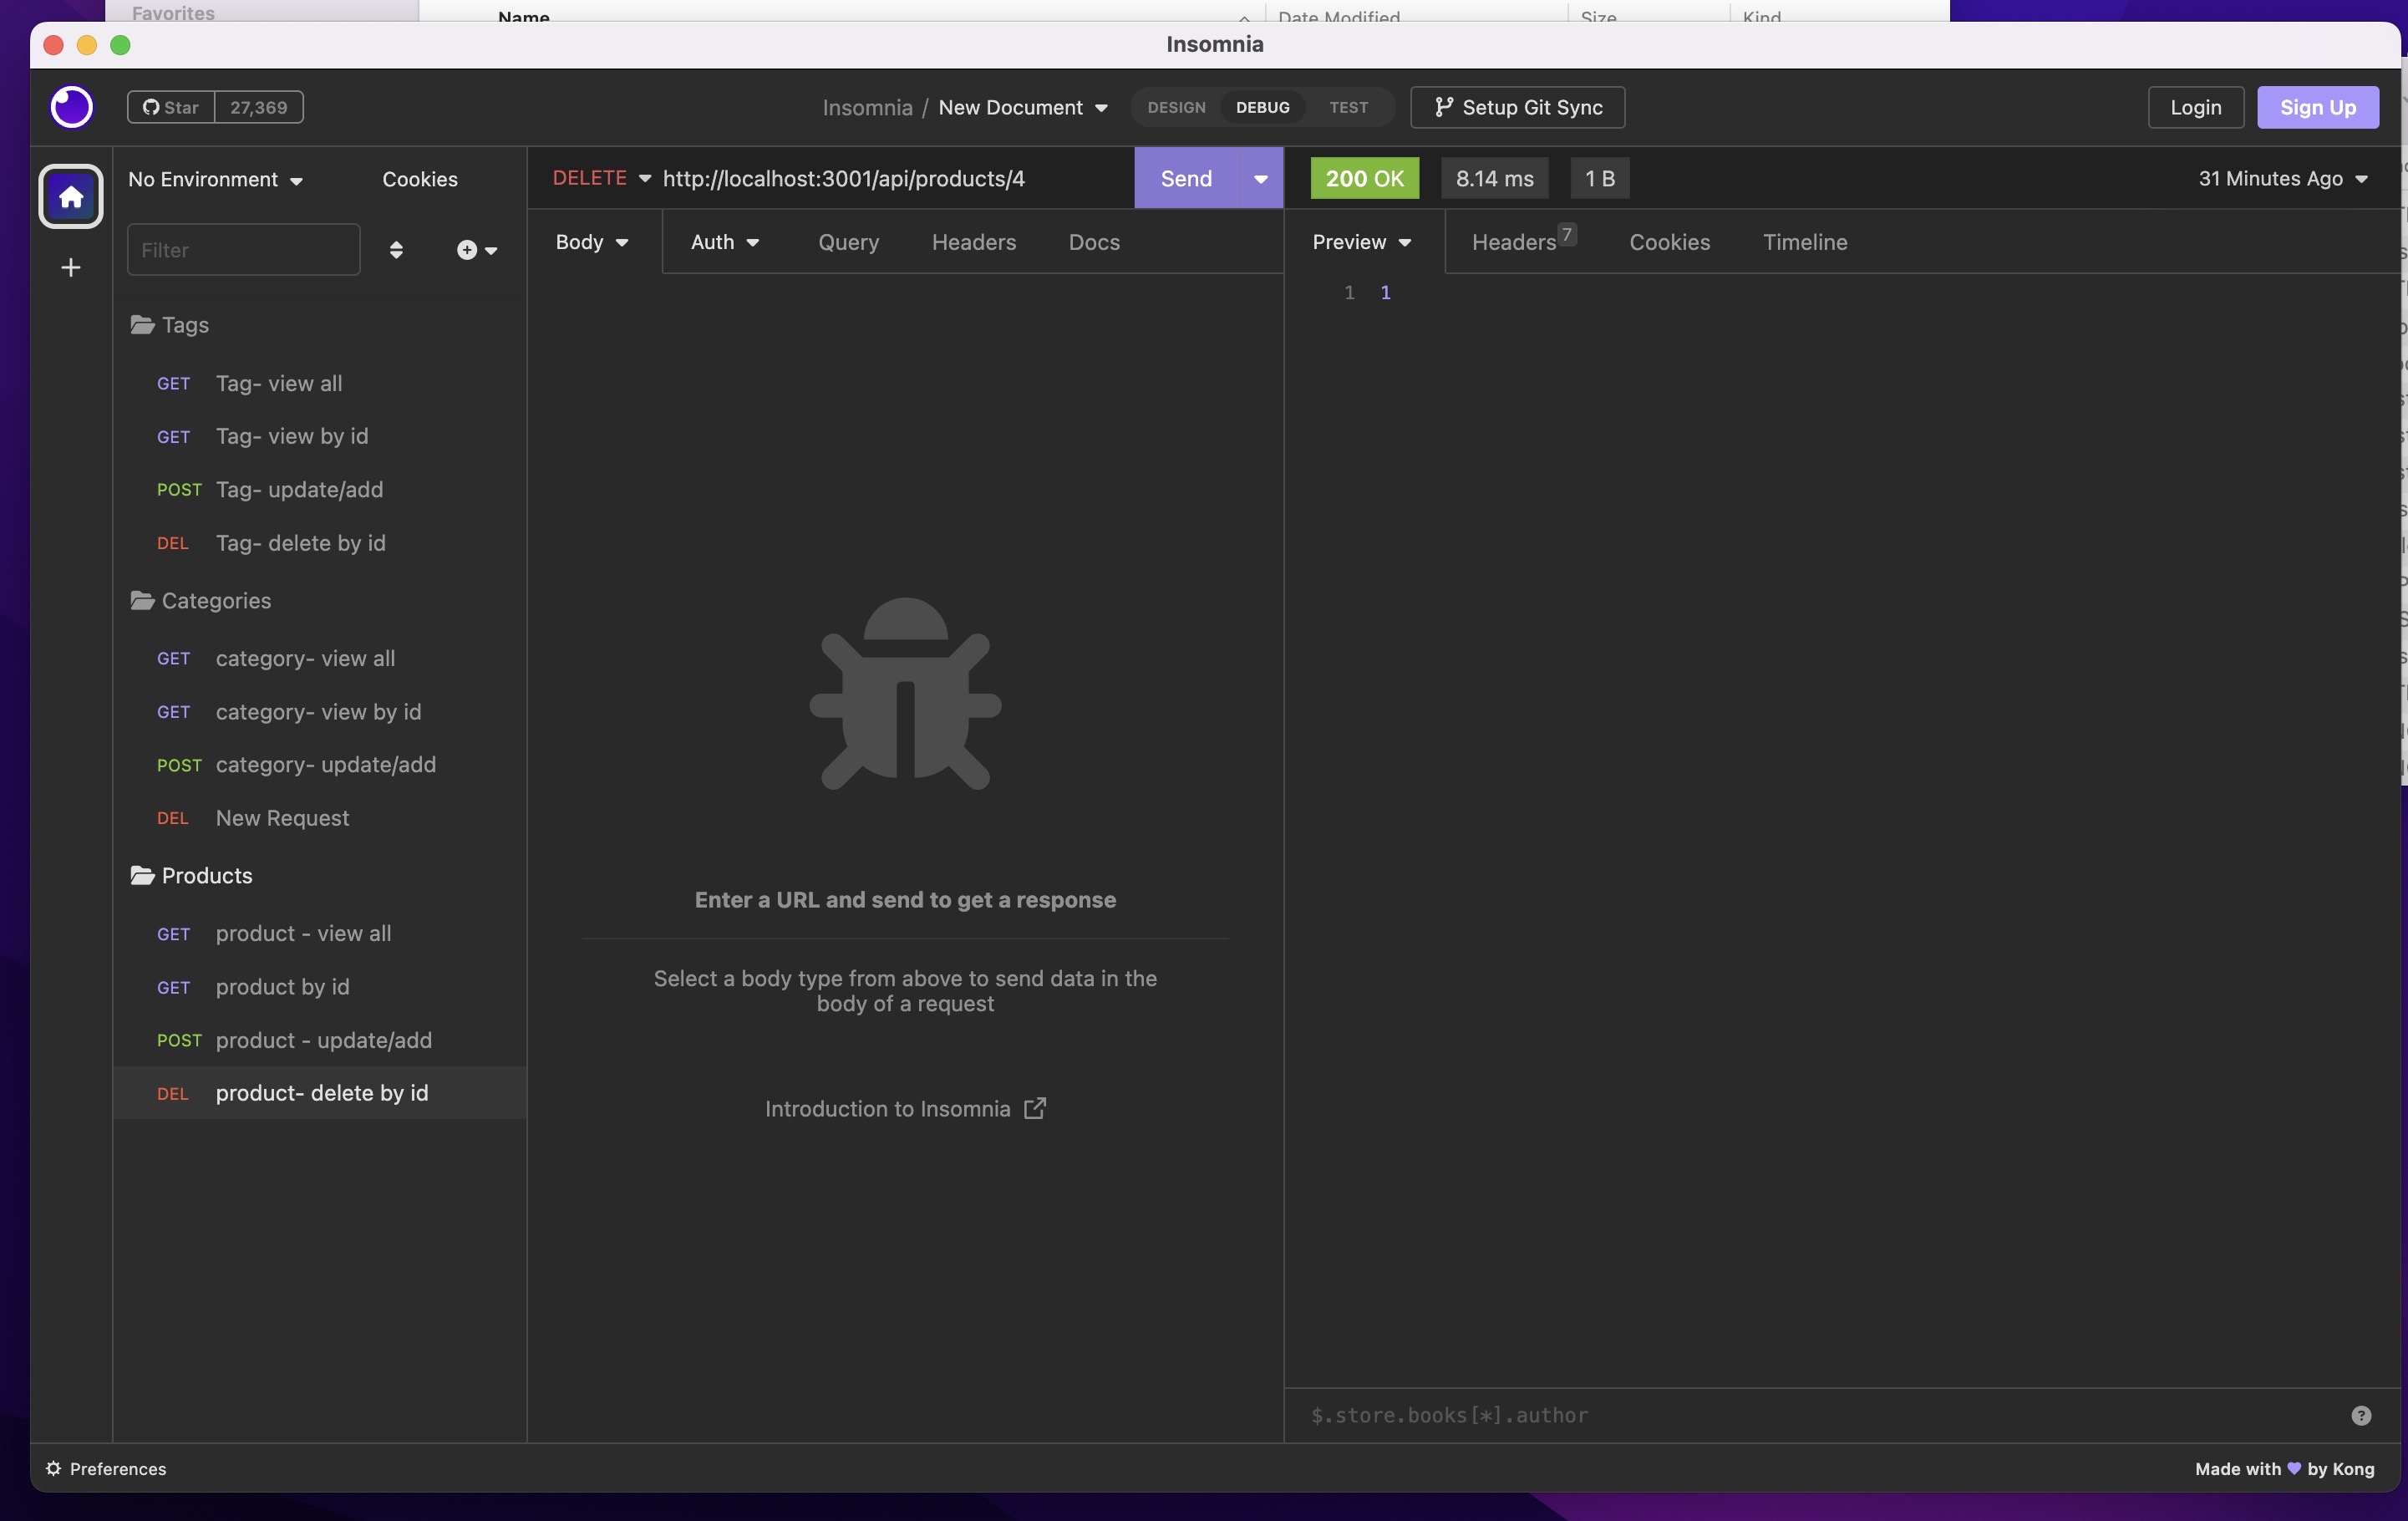 Favorites
Name
Date Modified
Size
Kind
Insomnia
Star 27,369
Insomnia / New Document
DESIGN DEBUG TEST
Setup Git Sync
Login
Sign Up
No Environment
Cookies
DELETE http://localhost:3001/api/products/4
Send
200 OK
8.14 ms
1 B
31 Minutes Ago
Filter
Body
Auth
Query
Headers
Docs
Preview
Headers 7
Cookies
Timeline
1 1
Tags
GET Tag- view all
GET Tag- view by id
POST Tag- update/add
DEL Tag- delete by id
Categories
GET category- view all
GET category- view by id
POST category- update/add
DEL New Request
Products
GET product - view all
GET product by id
POST product - update/add
DEL product- delete by id
Enter a URL and send to get a response
Select a body type from above to send data in the
body of a request
Introduction to Insomnia
$.store.books[*].author
Preferences
Made with ♥ by Kong